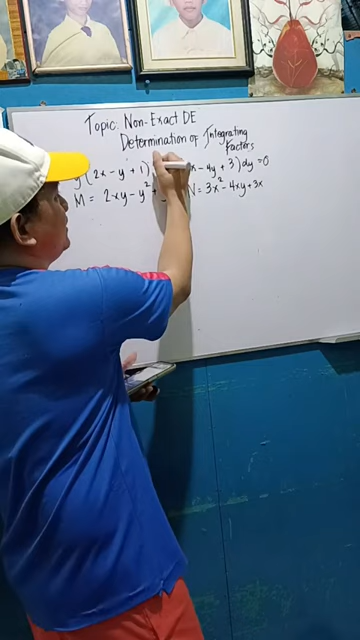 Topic: Non-Exact DE
Determination of Integrating
Factors
y(2x - y + 1) x - 4y + 3) dy = 0
M = 2xy - y² + N = 3x² - 4xy + 3x